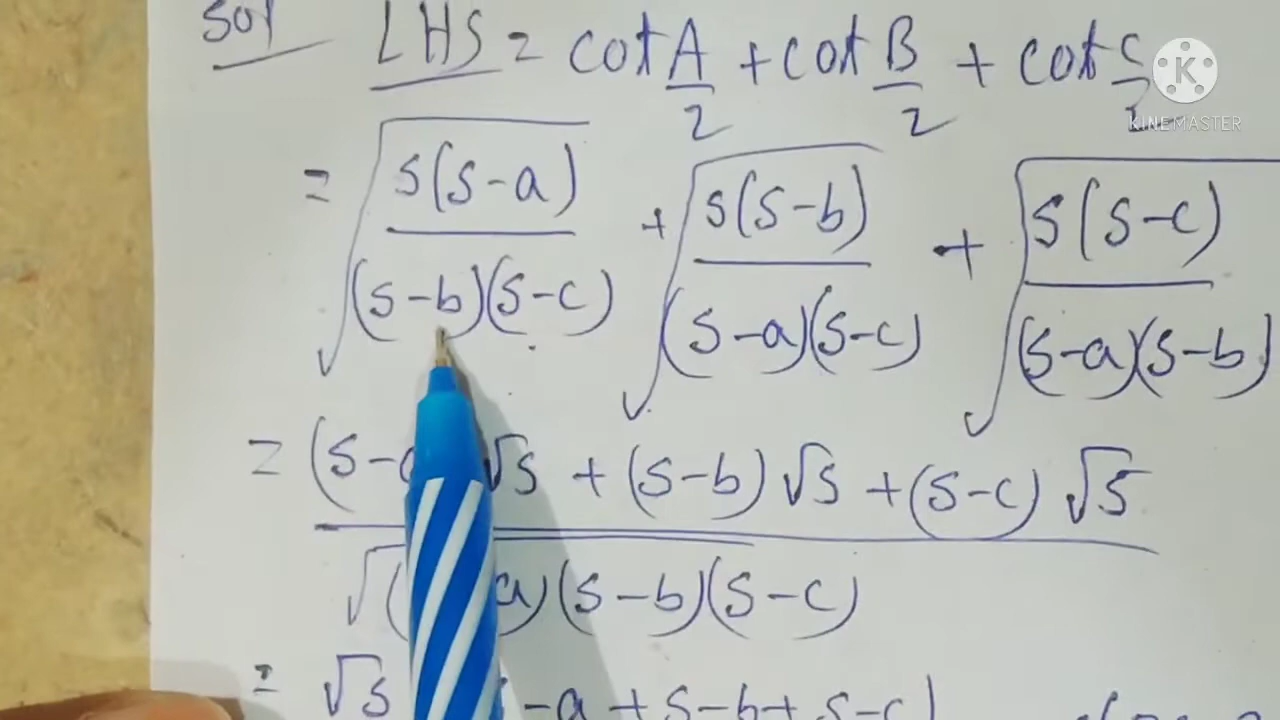 Sol LHS = cot A/2 + cot B/2 + cot C/2
K
KINEMASTER
= √(s(s-a)/(s-b)(s-c)) + √(s(s-b)/(s-a)(s-c)) + √(s(s-c)/(s-a)(s-b))
= (s- √s + (s-b) √s + (s-c) √s
√( a)(s-b)(s-c)
= √s -a + s-b + s-c)